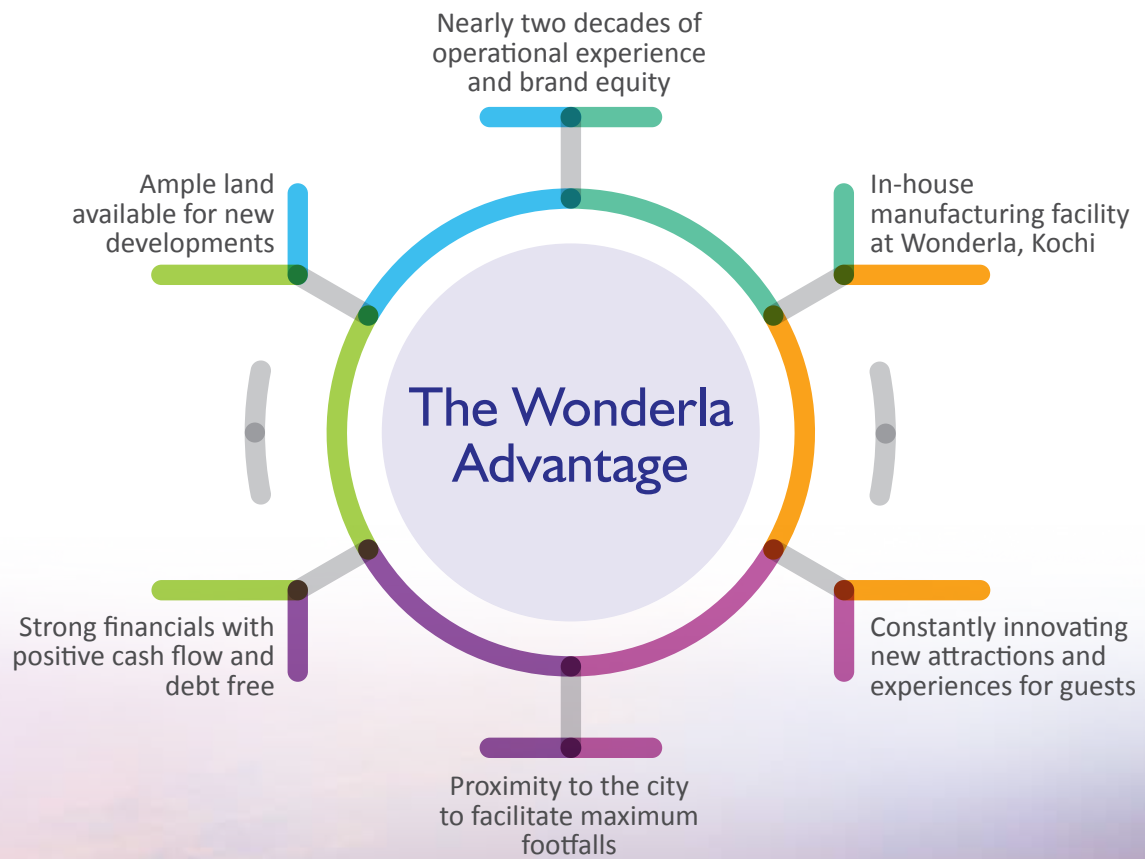 Nearly two decades of
operational experience
and brand equity
Ample land
available for new
developments
In-house
manufacturing facility
at Wonderla, Kochi
The Wonderla
Advantage
Strong financials with
positive cash flow and
debt free
Constantly innovating
new attractions and
experiences for guests
Proximity to the city
to facilitate maximum
footfalls